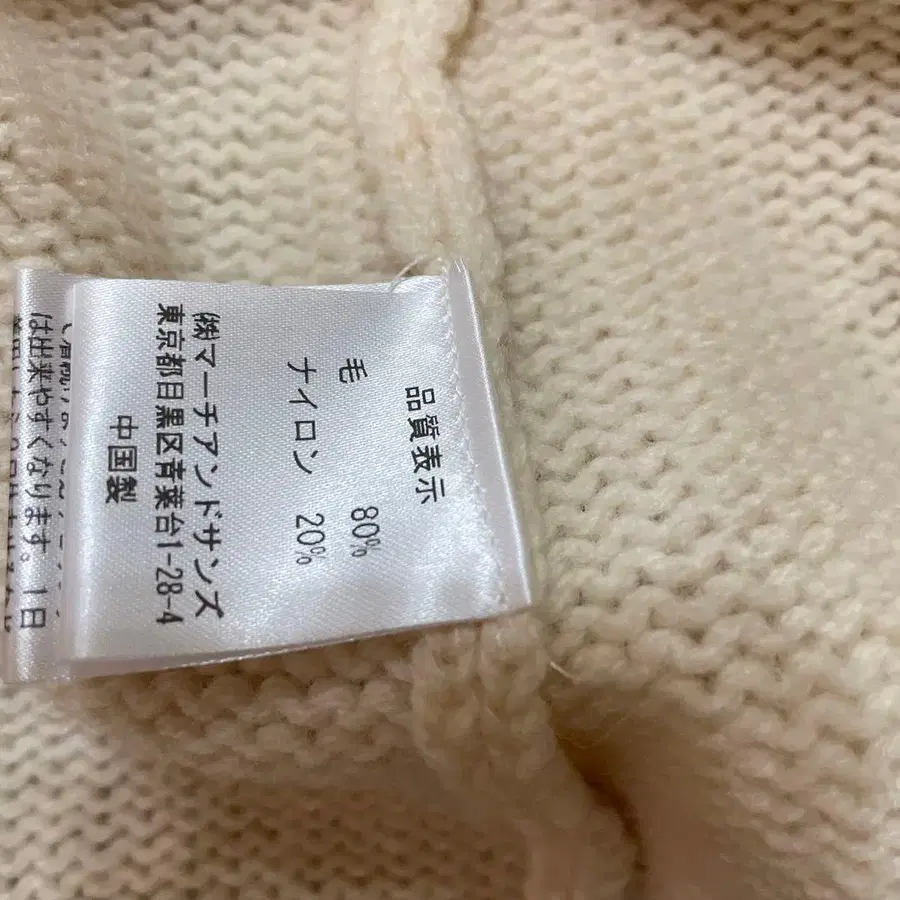 品質表示
毛 80%
ナイロン 20%
㈱マーチアンドサンズ
東京都目黒区青葉台1-28-4
中国製
は出来やすくなります。1日